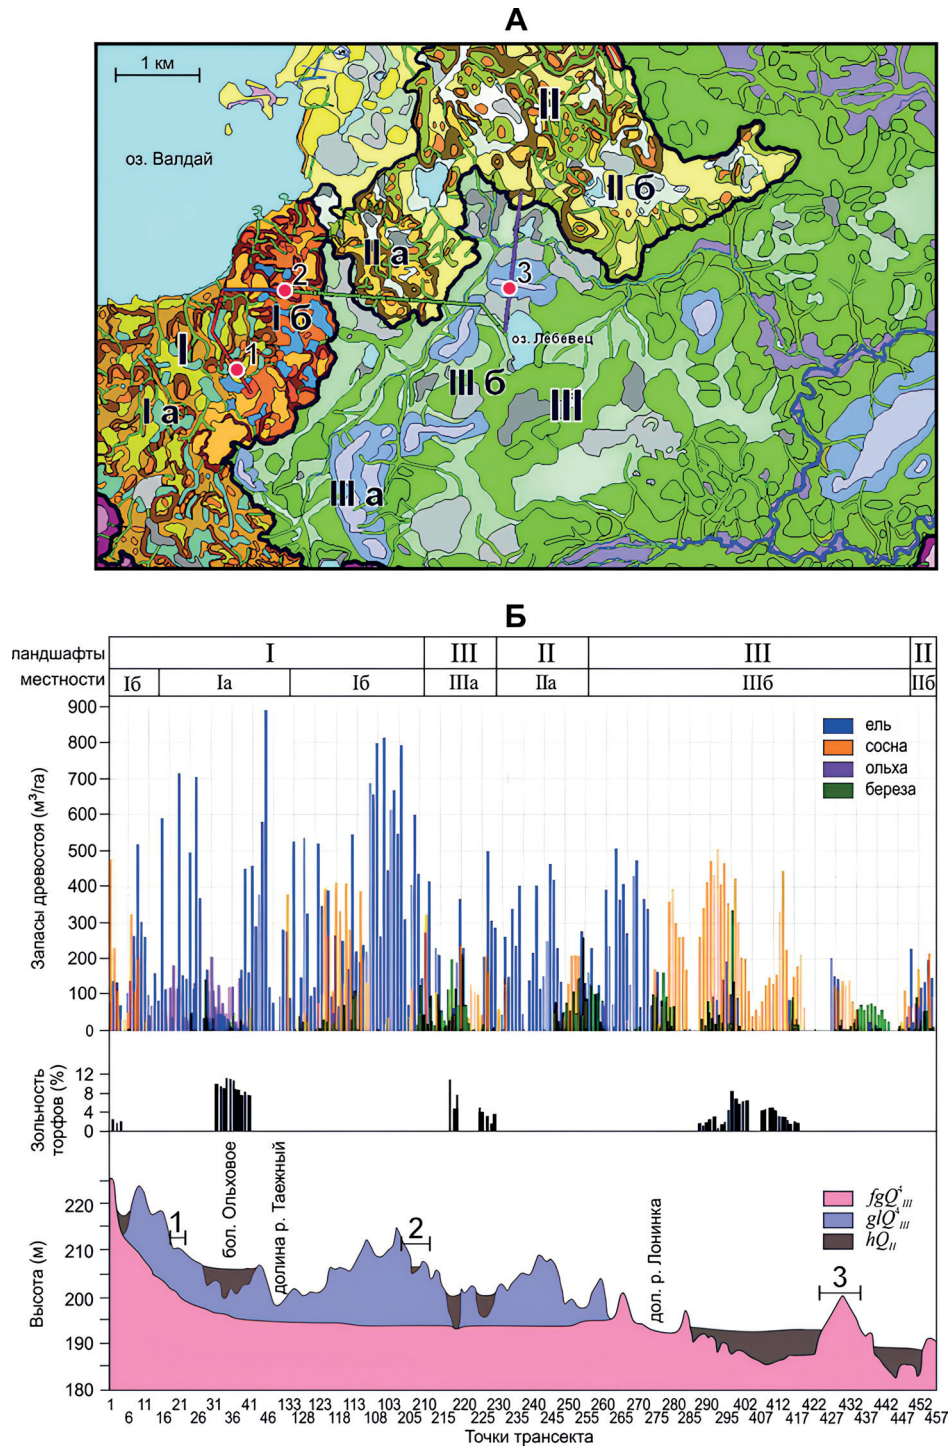 А
1 км
оз. Валдай
II
II б
II а
2
3
I б
I
1
оз. Лебевец
I а
III б
III
III а
Б
ландшафты I III II III II
местности Iб Iа Iб IIIа IIа IIIб IIб
Запасы древостоя (м³/га)
900
800
700
600
500
400
300
200
100
0
ель
сосна
ольха
береза
Зольность торфов (%)
12
8
4
0
Высота (м)
220
210
200
190
180
1
бол. Ольховое
долина р. Таежный
2
дол. р. Лонинка
3
fgQ⁴III
glQ⁴III
hQII
1 11 21 31 41 133 123 113 103 210 220 230 240 250 260 270 280 290 402 412 422 432 442 452
6 16 26 36 46 128 118 108 205 215 225 235 245 255 265 275 285 295 407 417 427 437 447 457
Точки трансекта